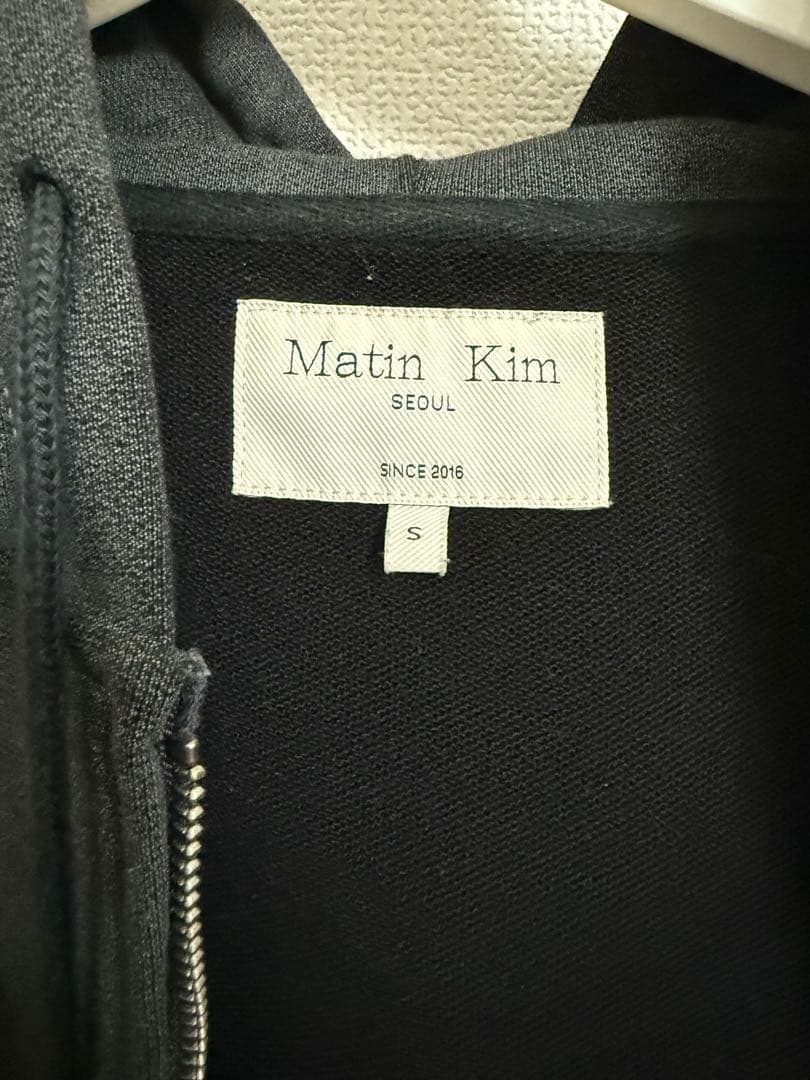 Matin Kim
SEOUL
SINCE 2016
S